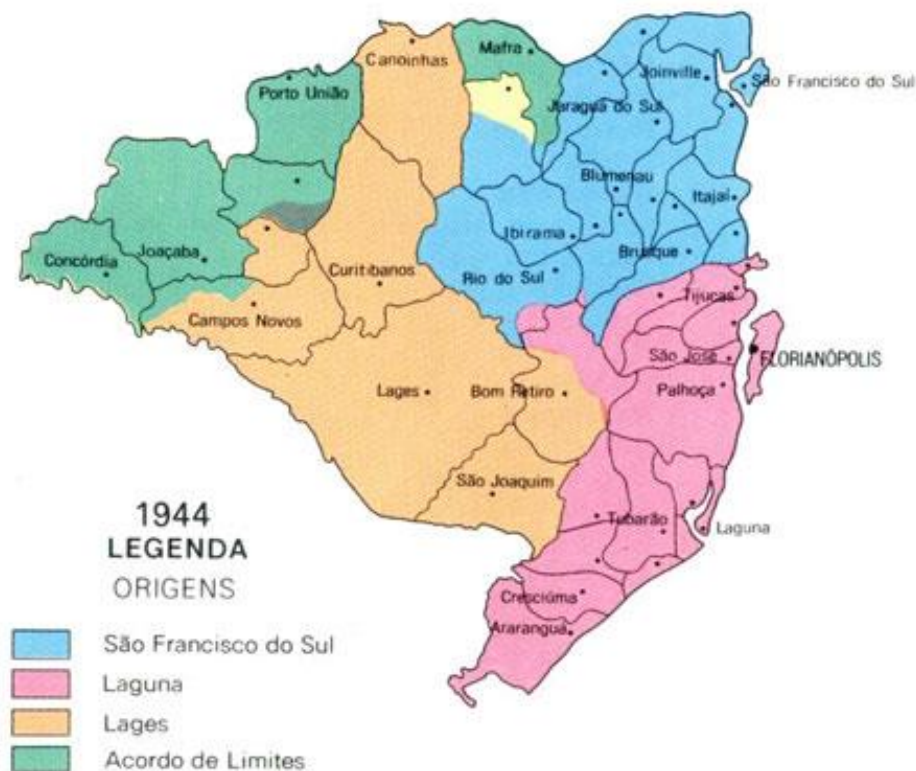 Mafra
Canoinhas
Joinville
São Francisco do Sul
Porto União
Jaraguá do Sul
Blumenau
Itajaí
Ibirama
Joaçaba
Brusque
Concórdia
Curitibanos
Rio do Sul
Tijucas
Campos Novos
São José
FLORIANÓPOLIS
Lages
Bom Retiro
Palhoça
São Joaquim
1944
LEGENDA
ORIGENS
Tubarão
Laguna
Cresciúma
Araranguá
São Francisco do Sul
Laguna
Lages
Acordo de Limites